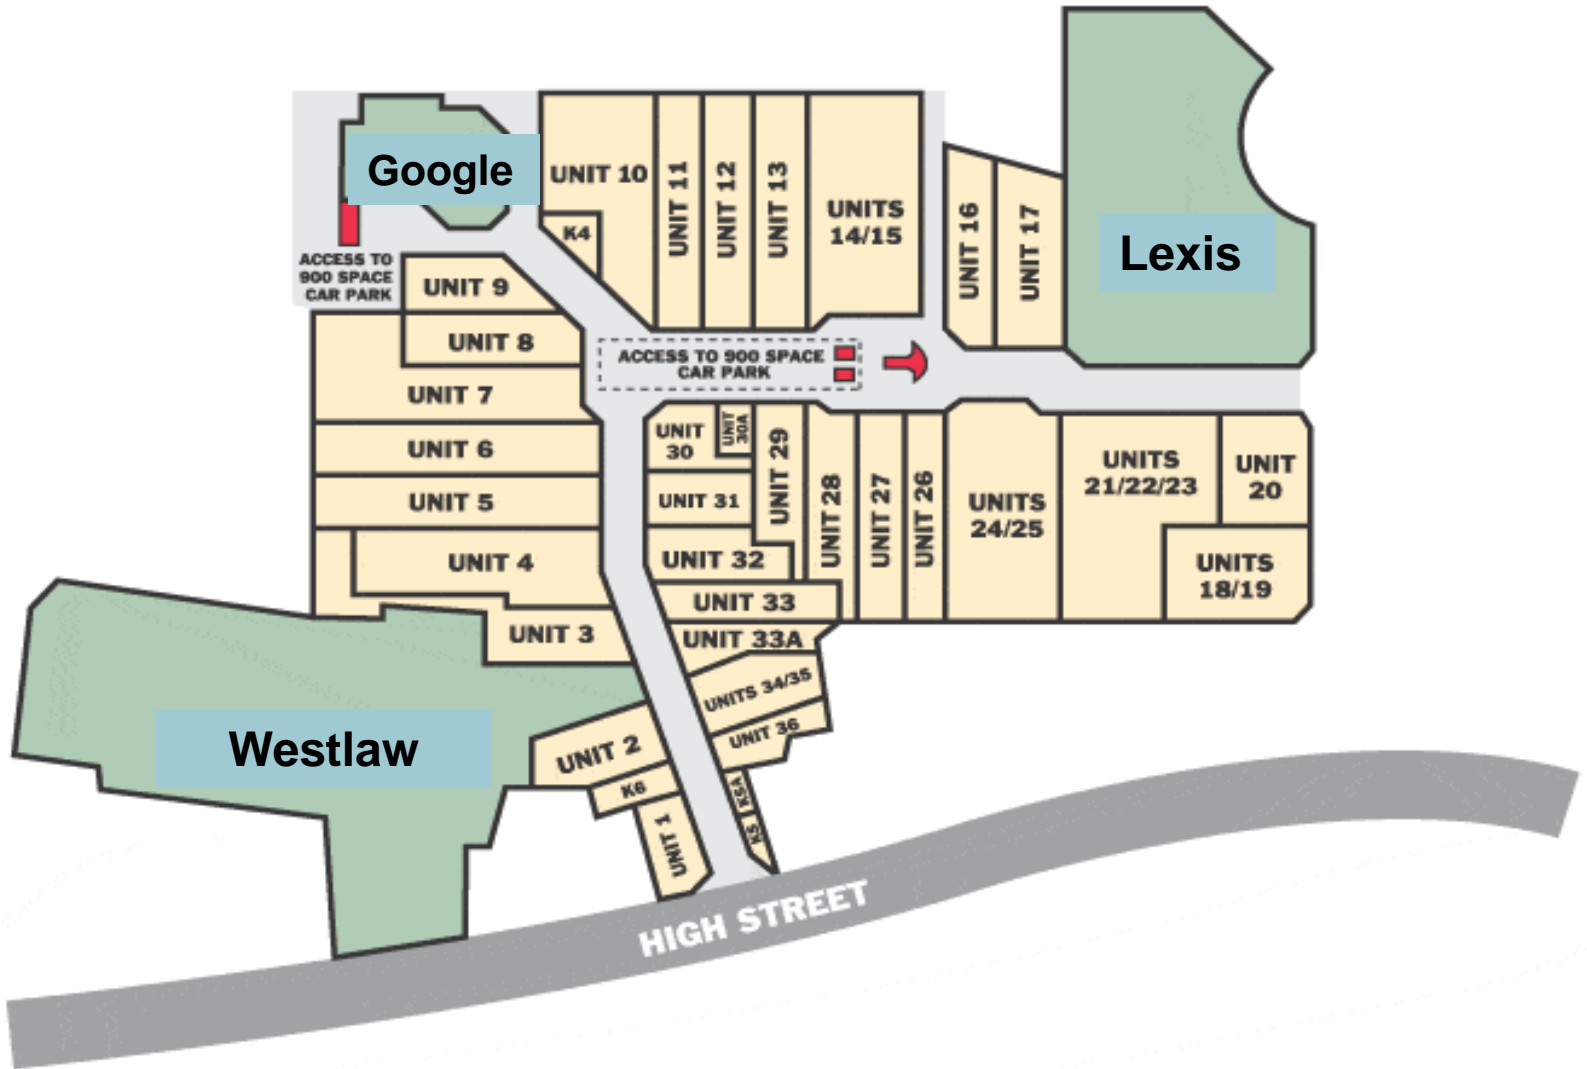 Google
UNIT 10
UNIT 11
UNIT 12
UNIT 13
UNITS
14/15
K4
UNIT 16
UNIT 17
Lexis
ACCESS TO
900 SPACE
CAR PARK
UNIT 9
UNIT 8
UNIT 7
UNIT 6
UNIT 5
UNIT 4
UNIT 3
ACCESS TO 900 SPACE
CAR PARK
UNIT
30
UNIT
30A
UNIT 29
UNIT 31
UNIT 32
UNIT 28
UNIT 27
UNIT 26
UNITS
24/25
UNITS
21/22/23
UNIT
20
UNITS
18/19
UNIT 33
UNIT 33A
UNITS 34/35
UNIT 36
Westlaw
UNIT 2
K6
UNIT 1
K5A
K5
HIGH STREET